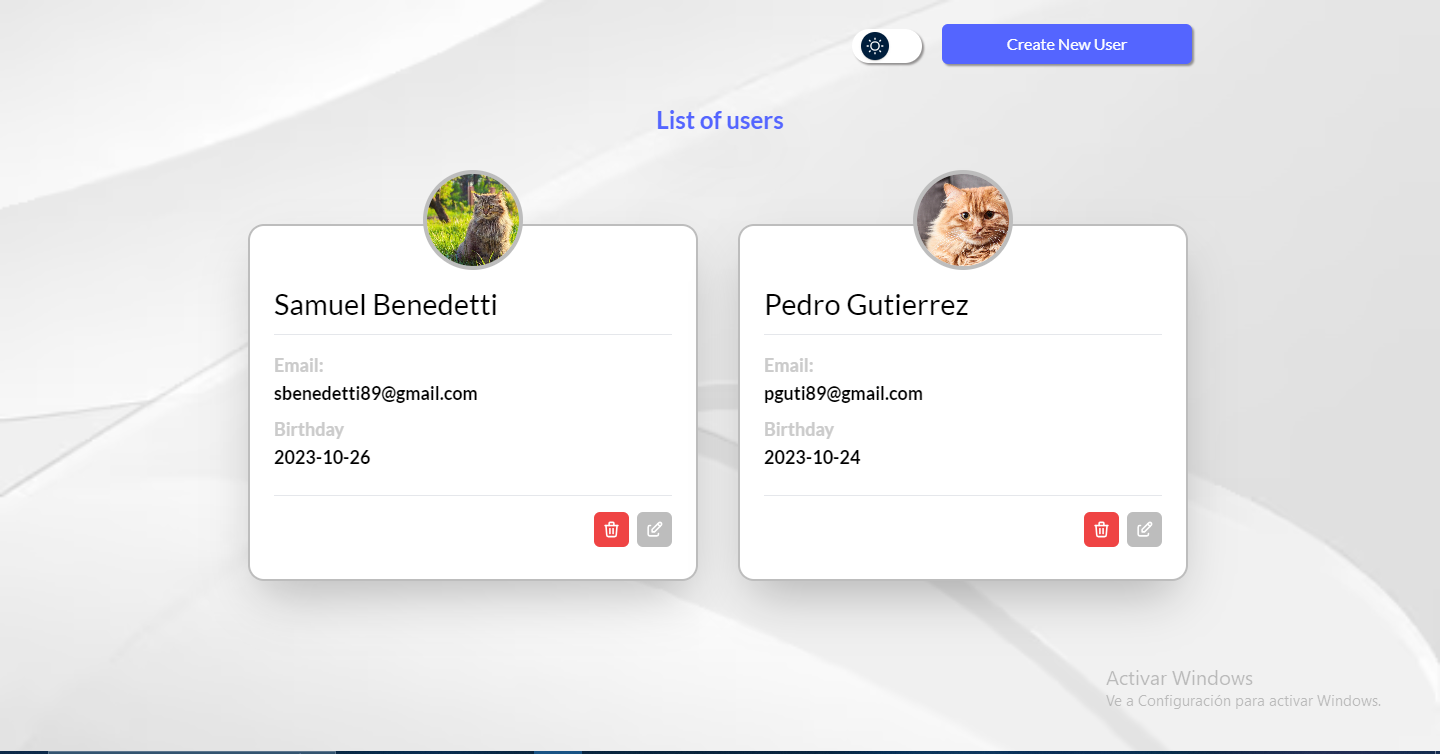 Create New User
List of users
Samuel Benedetti
Email:
sbenedetti89@gmail.com
Birthday
2023-10-26
Pedro Gutierrez
Email:
pguti89@gmail.com
Birthday
2023-10-24
Activar Windows
Ve a Configuración para activar Windows.